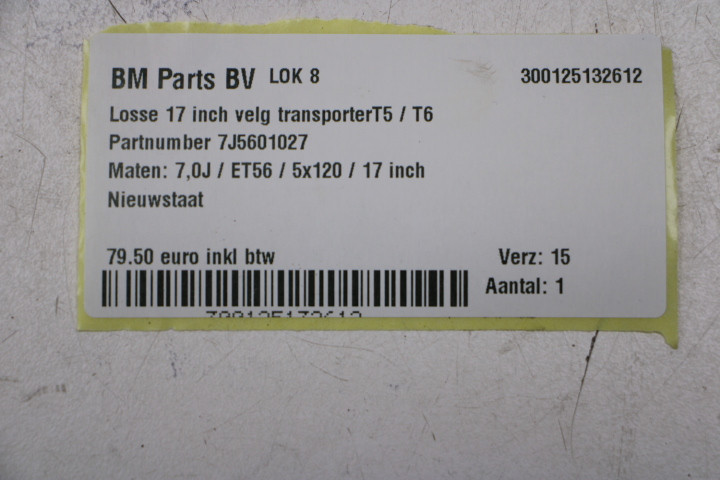 BM Parts BV LOK 8 300125132612
Losse 17 inch velg transporterT5 / T6
Partnumber 7J5601027
Maten: 7,0J / ET56 / 5x120 / 17 inch
Nieuwstaat
79.50 euro inkl btw Verz: 15
Aantal: 1
300125132612